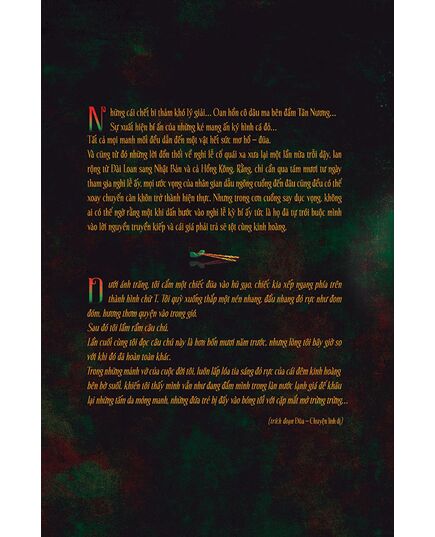 Những cái chết bi thảm khó lý giải... Oan hồn cô dâu ma bên đầm Tân Nương...
Sự xuất hiện bí ẩn của những kẻ mang ấn ký hình cá đỏ...
Tất cả mọi manh mối đều dẫn đến một vật hết sức mơ hồ – đũa.
Và cũng từ đó những lời đồn thổi về nghi lễ cổ quái xa xưa lại một lần nữa trỗi dậy, lan
rộng từ Đài Loan sang Nhật Bản và cả Hồng Kông. Rằng, chỉ cần qua tám mươi tư ngày
tham gia nghi lễ ấy, mọi ước vọng của nhân gian dẫu ngông cuồng đến đâu cũng đều có thể
xoay chuyển càn khôn trở thành hiện thực. Nhưng trong cơn cuồng say dục vọng, không
ai có thể ngờ rằng một khi dấn bước vào nghi lễ kỳ bí ấy tức là họ đã tự trói buộc mình
vào lời nguyền truyền kiếp và cái giá phải trả sẽ tột cùng kinh hoàng.
Dưới ánh trăng, tôi cắm một chiếc đũa vào hũ gạo, chiếc kia xếp ngang phía trên
thành hình chữ T. Tôi quỳ xuống thắp một nén nhang, đầu nhang đỏ rực như đom
đóm, hương thơm quyện vào trong gió.
Sau đó tôi lầm rầm câu chú.
Lần cuối cùng tôi đọc câu chú này là hơn bốn mươi năm trước, nhưng lòng tôi bây giờ so
với khi đó đã hoàn toàn khác.
Trong những mảnh vỡ của cuộc đời tôi, luôn lấp lóa tia sáng đỏ rực của cái đêm kinh hoàng
bên bờ suối, khiến tôi thấy mình vẫn như đang đắm mình trong làn nước lạnh giá để khâu
lại những tấm da mỏng manh, những đứa trẻ bị đẩy vào bóng tối với cặp mắt mở trừng trừng...
(trích đoạn Đũa – Chuyện linh dị)